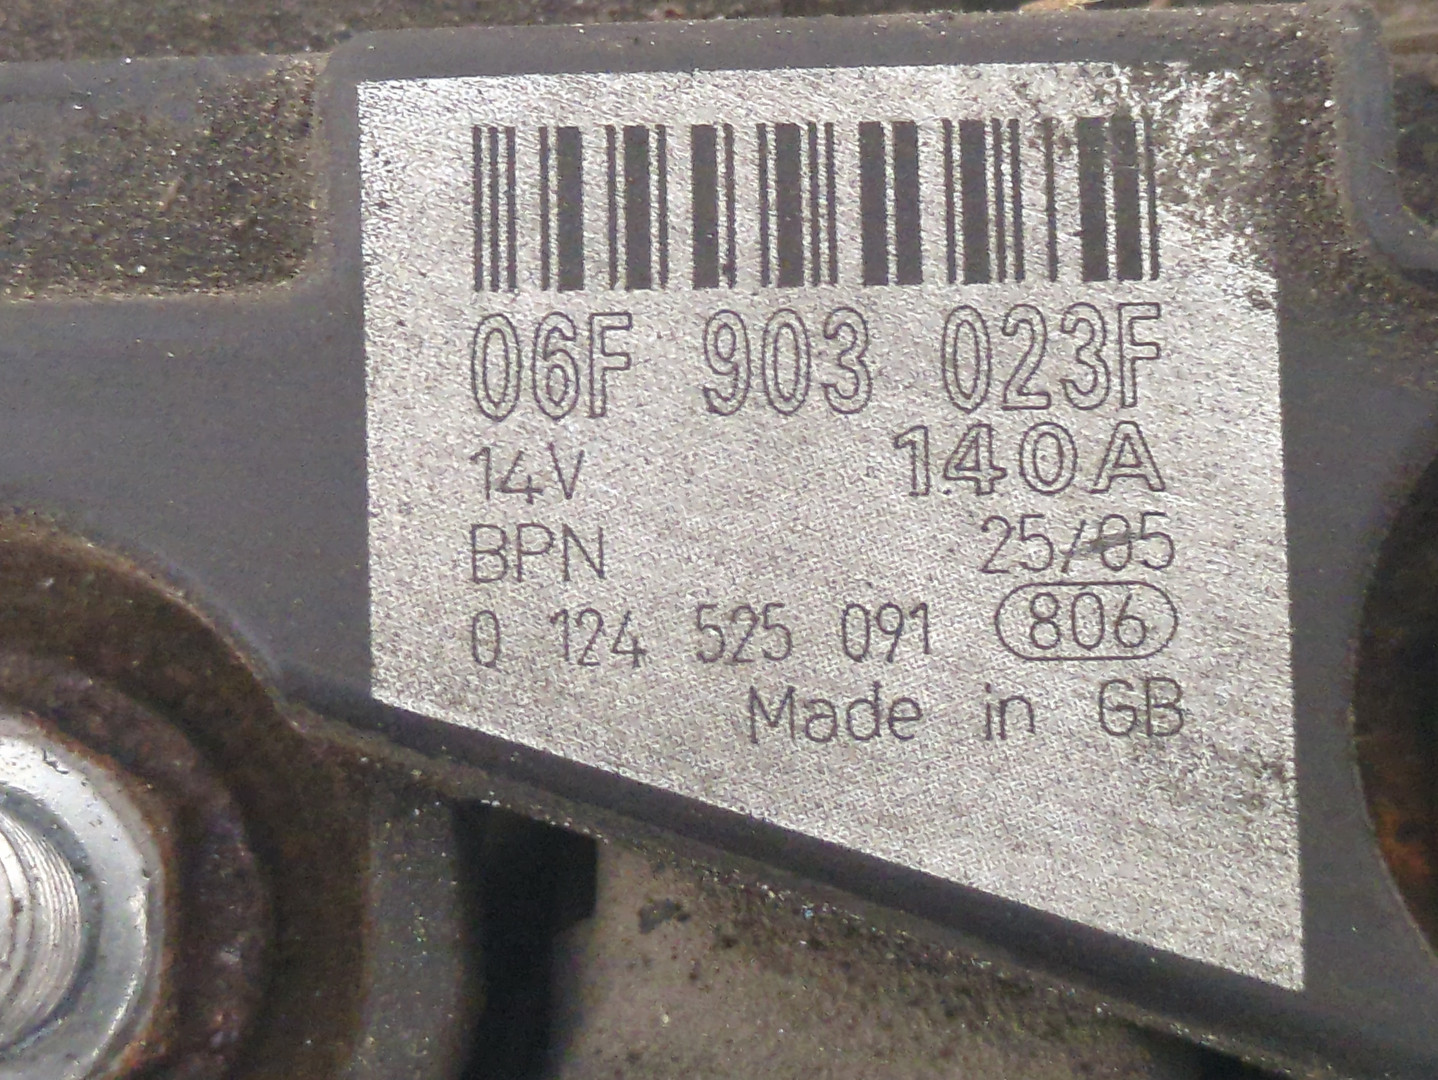 06F 903 023F
14V 140A
BPN 25/05
0 124 525 091 806
Made in GB